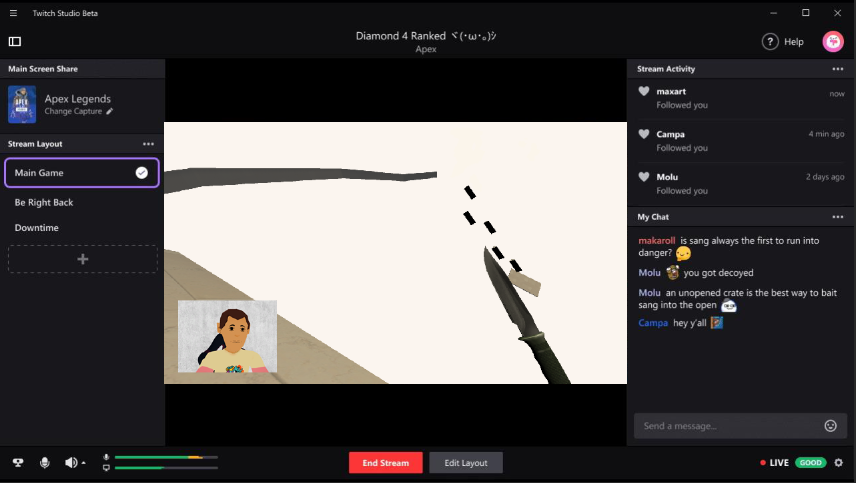 Twitch Studio Beta
Diamond 4 Ranked ヾ(･ω･｡)ｼ
Apex
Help
Main Screen Share
Apex Legends
Change Capture
Stream Layout
Main Game
Be Right Back
Downtime
Stream Activity
maxart
now
Followed you
Campa
4 min ago
Followed you
Molu
2 days ago
Followed you
My Chat
makaroll is sang always the first to run into
danger?
Molu you got decoyed
Molu an unopened crate is the best way to bait
sang into the open
Campa hey y'all
Send a message...
End Stream
Edit Layout
LIVE
GOOD